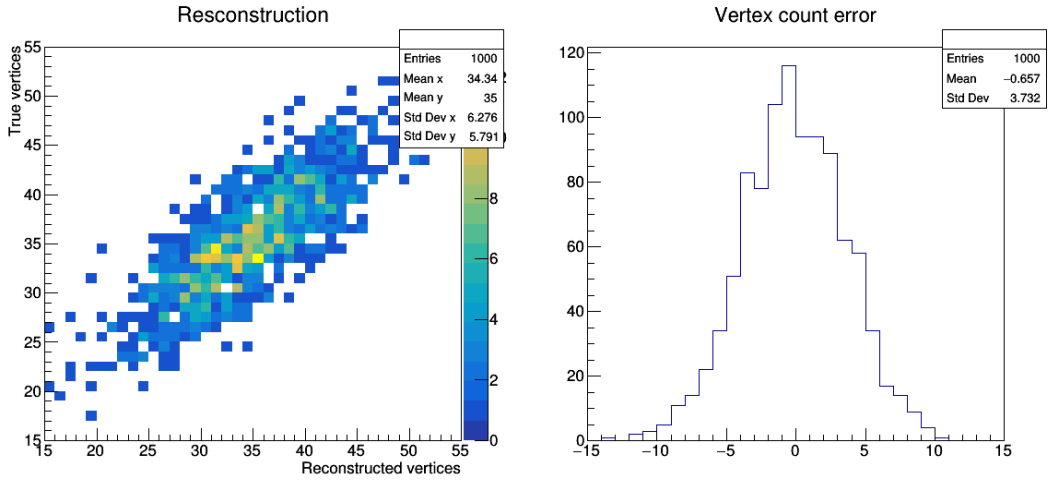 Resconstruction
Entries 1000
Mean x 34.34
Mean y 35
Std Dev x 6.276
Std Dev y 5.791
True vertices
55
50
45
40
35
30
25
20
15
15 20 25 30 35 40 45 50 55
Reconstructed vertices
8
6
4
2
0
Vertex count error
Entries 1000
Mean −0.657
Std Dev 3.732
120
100
80
60
40
20
0
−15 −10 −5 0 5 10 15